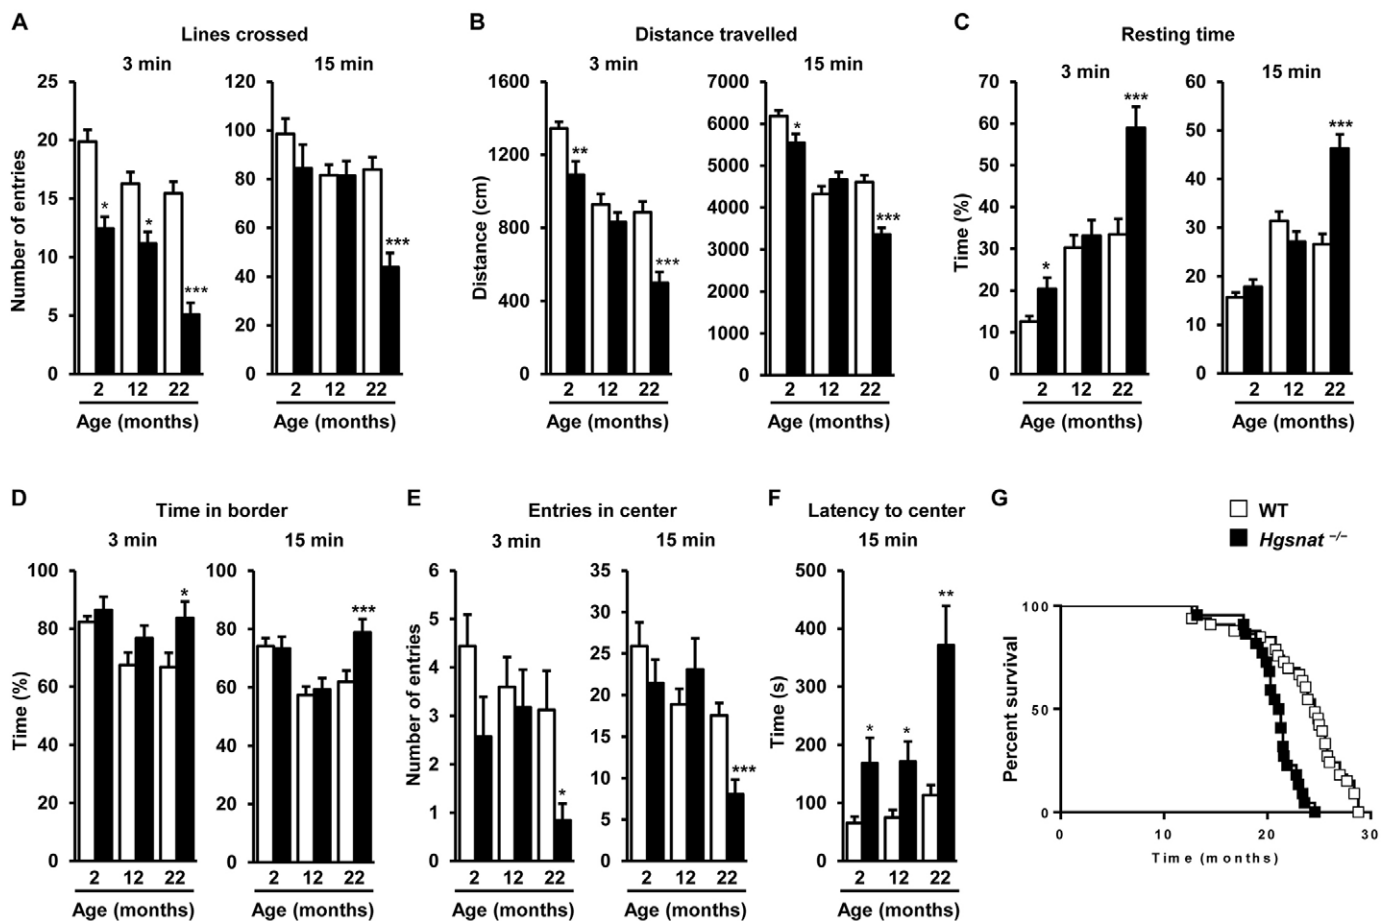 A
Lines crossed
3 min
15 min
Number of entries
25
20
15
10
5
0
*
*
***
2 12 22
Age (months)
120
100
80
60
40
20
0
***
2 12 22
Age (months)
B
Distance travelled
3 min
15 min
Distance (cm)
1600
1200
800
400
0
**
***
2 12 22
Age (months)
7000
6000
5000
4000
3000
2000
1000
0
*
***
2 12 22
Age (months)
C
Resting time
3 min
15 min
Time (%)
70
60
50
40
30
20
10
0
*
***
2 12 22
Age (months)
60
50
40
30
20
10
0
***
2 12 22
Age (months)
D
Time in border
3 min
15 min
Time (%)
100
80
60
40
20
0
*
2 12 22
Age (months)
100
80
60
40
20
0
***
2 12 22
Age (months)
E
Entries in center
3 min
15 min
Number of entries
6
5
4
3
2
1
0
*
2 12 22
Age (months)
35
30
25
20
15
10
5
0
***
2 12 22
Age (months)
F
Latency to center
15 min
Time (s)
500
400
300
200
100
0
*
*
**
2 12 22
Age (months)
G
WT
Hgsnat −/−
Percent survival
100
50
0
0 10 20 30
Time (months)